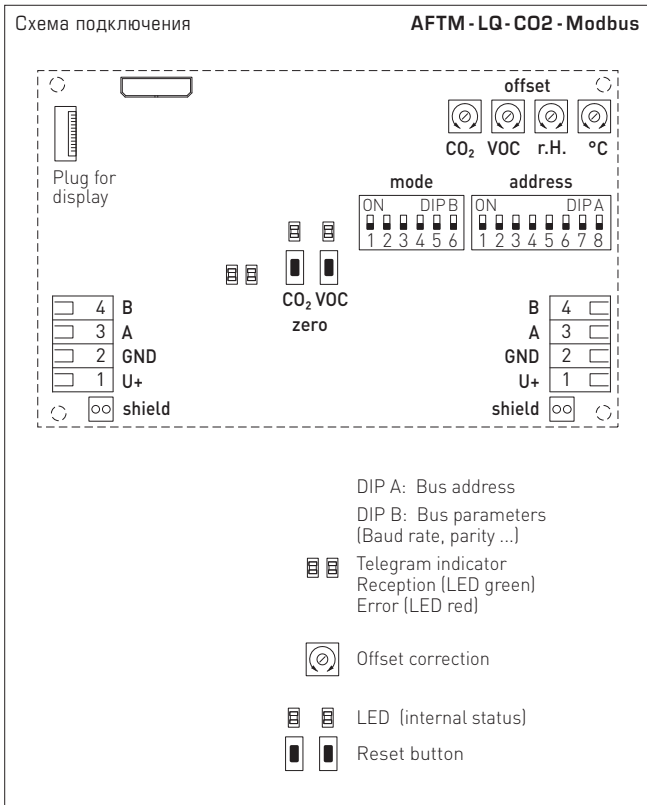 Схема подключения AFTM-LQ-CO2-Modbus
offset
CO₂ VOC r.H. °C
Plug for
display
mode address
ON DIP B ON DIP A
1 2 3 4 5 6 1 2 3 4 5 6 7 8
CO₂ VOC
zero
4 B B 4
3 A A 3
2 GND GND 2
1 U+ U+ 1
shield shield
DIP A: Bus address
DIP B: Bus parameters
(Baud rate, parity ...)
Telegram indicator
Reception (LED green)
Error (LED red)
Offset correction
LED (internal status)
Reset button